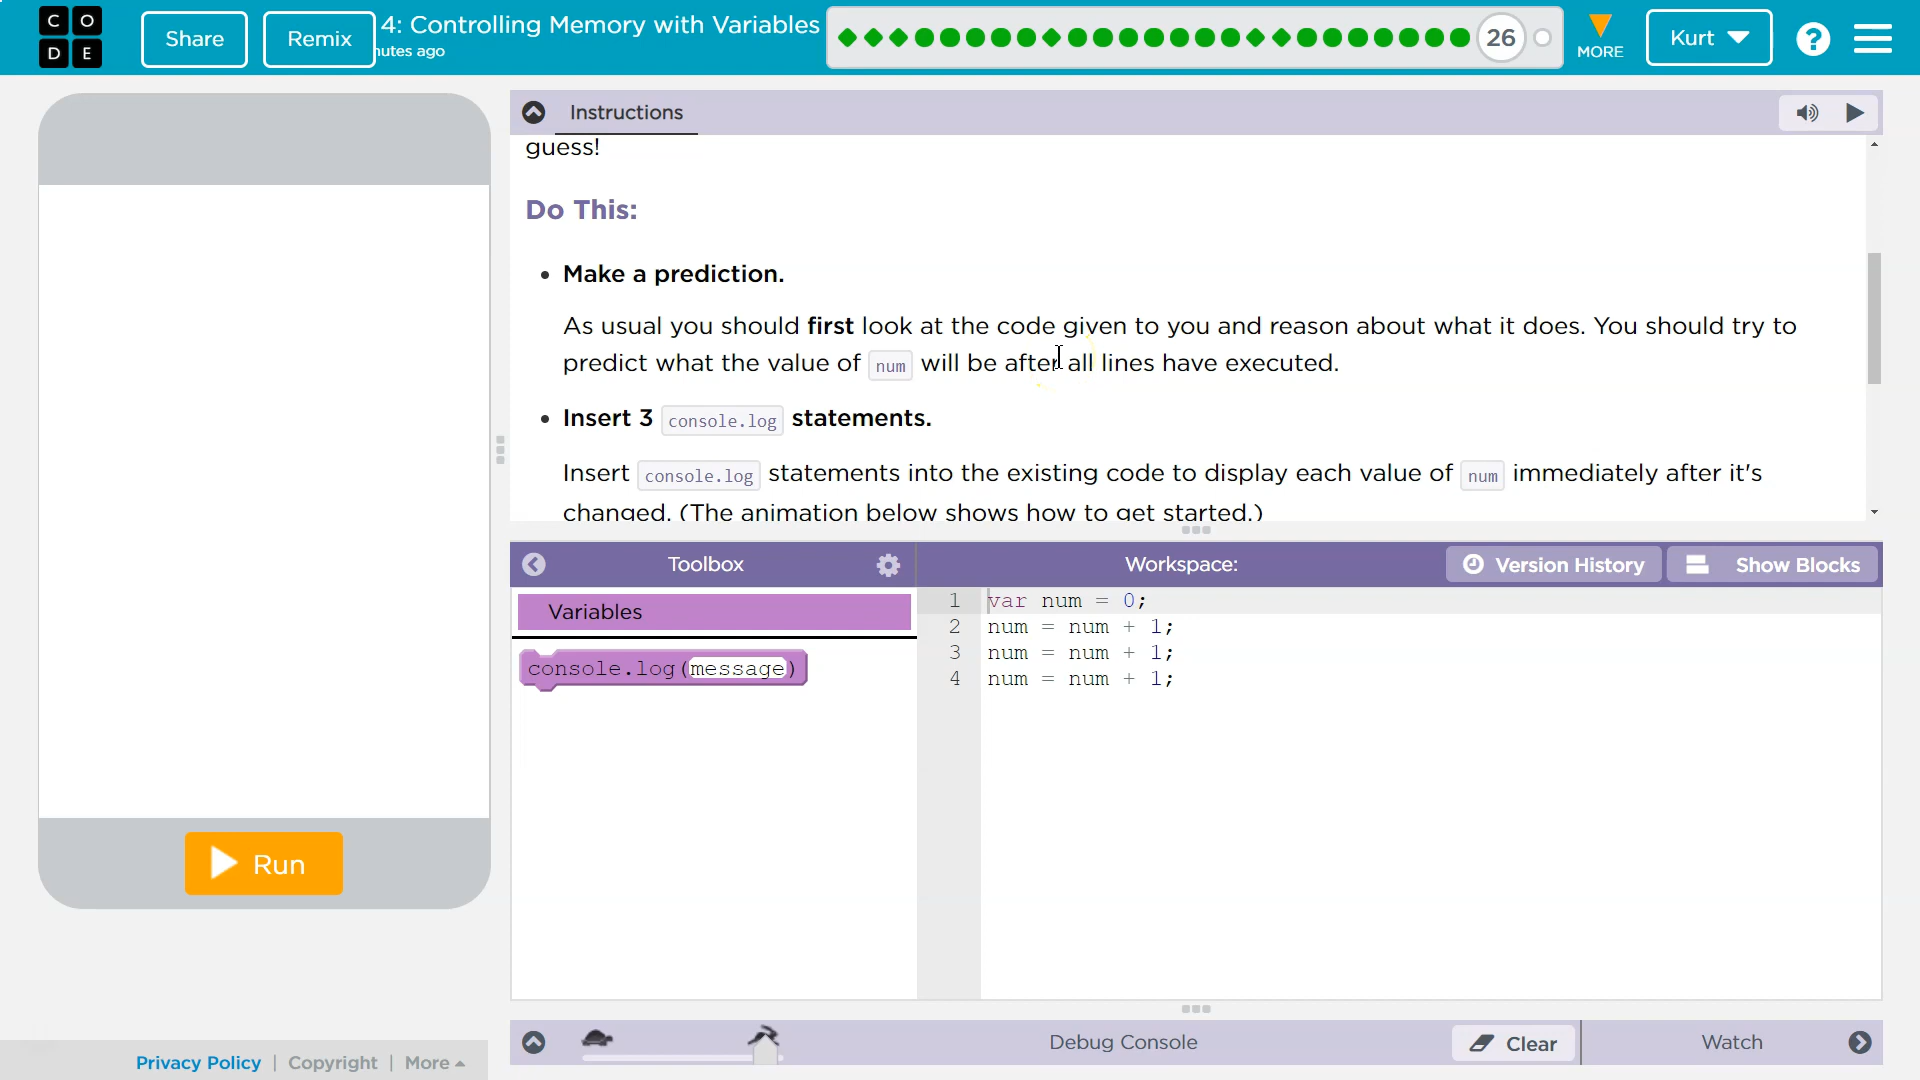 C O
D E
Share
Remix
4: Controlling Memory with Variables
nutes ago
26
MORE
Kurt
?
Instructions
guess!
Do This:
Make a prediction.
As usual you should first look at the code given to you and reason about what it does. You should try to
predict what the value of num will be after all lines have executed.
Insert 3 console.log statements.
Insert console.log statements into the existing code to display each value of num immediately after it's
changed. (The animation below shows how to get started.)
Toolbox
Workspace:
Version History
Show Blocks
Variables
console.log(message)
1 var num = 0;
2 num = num + 1;
3 num = num + 1;
4 num = num + 1;
Run
Debug Console
Clear
Watch
Privacy Policy | Copyright | More